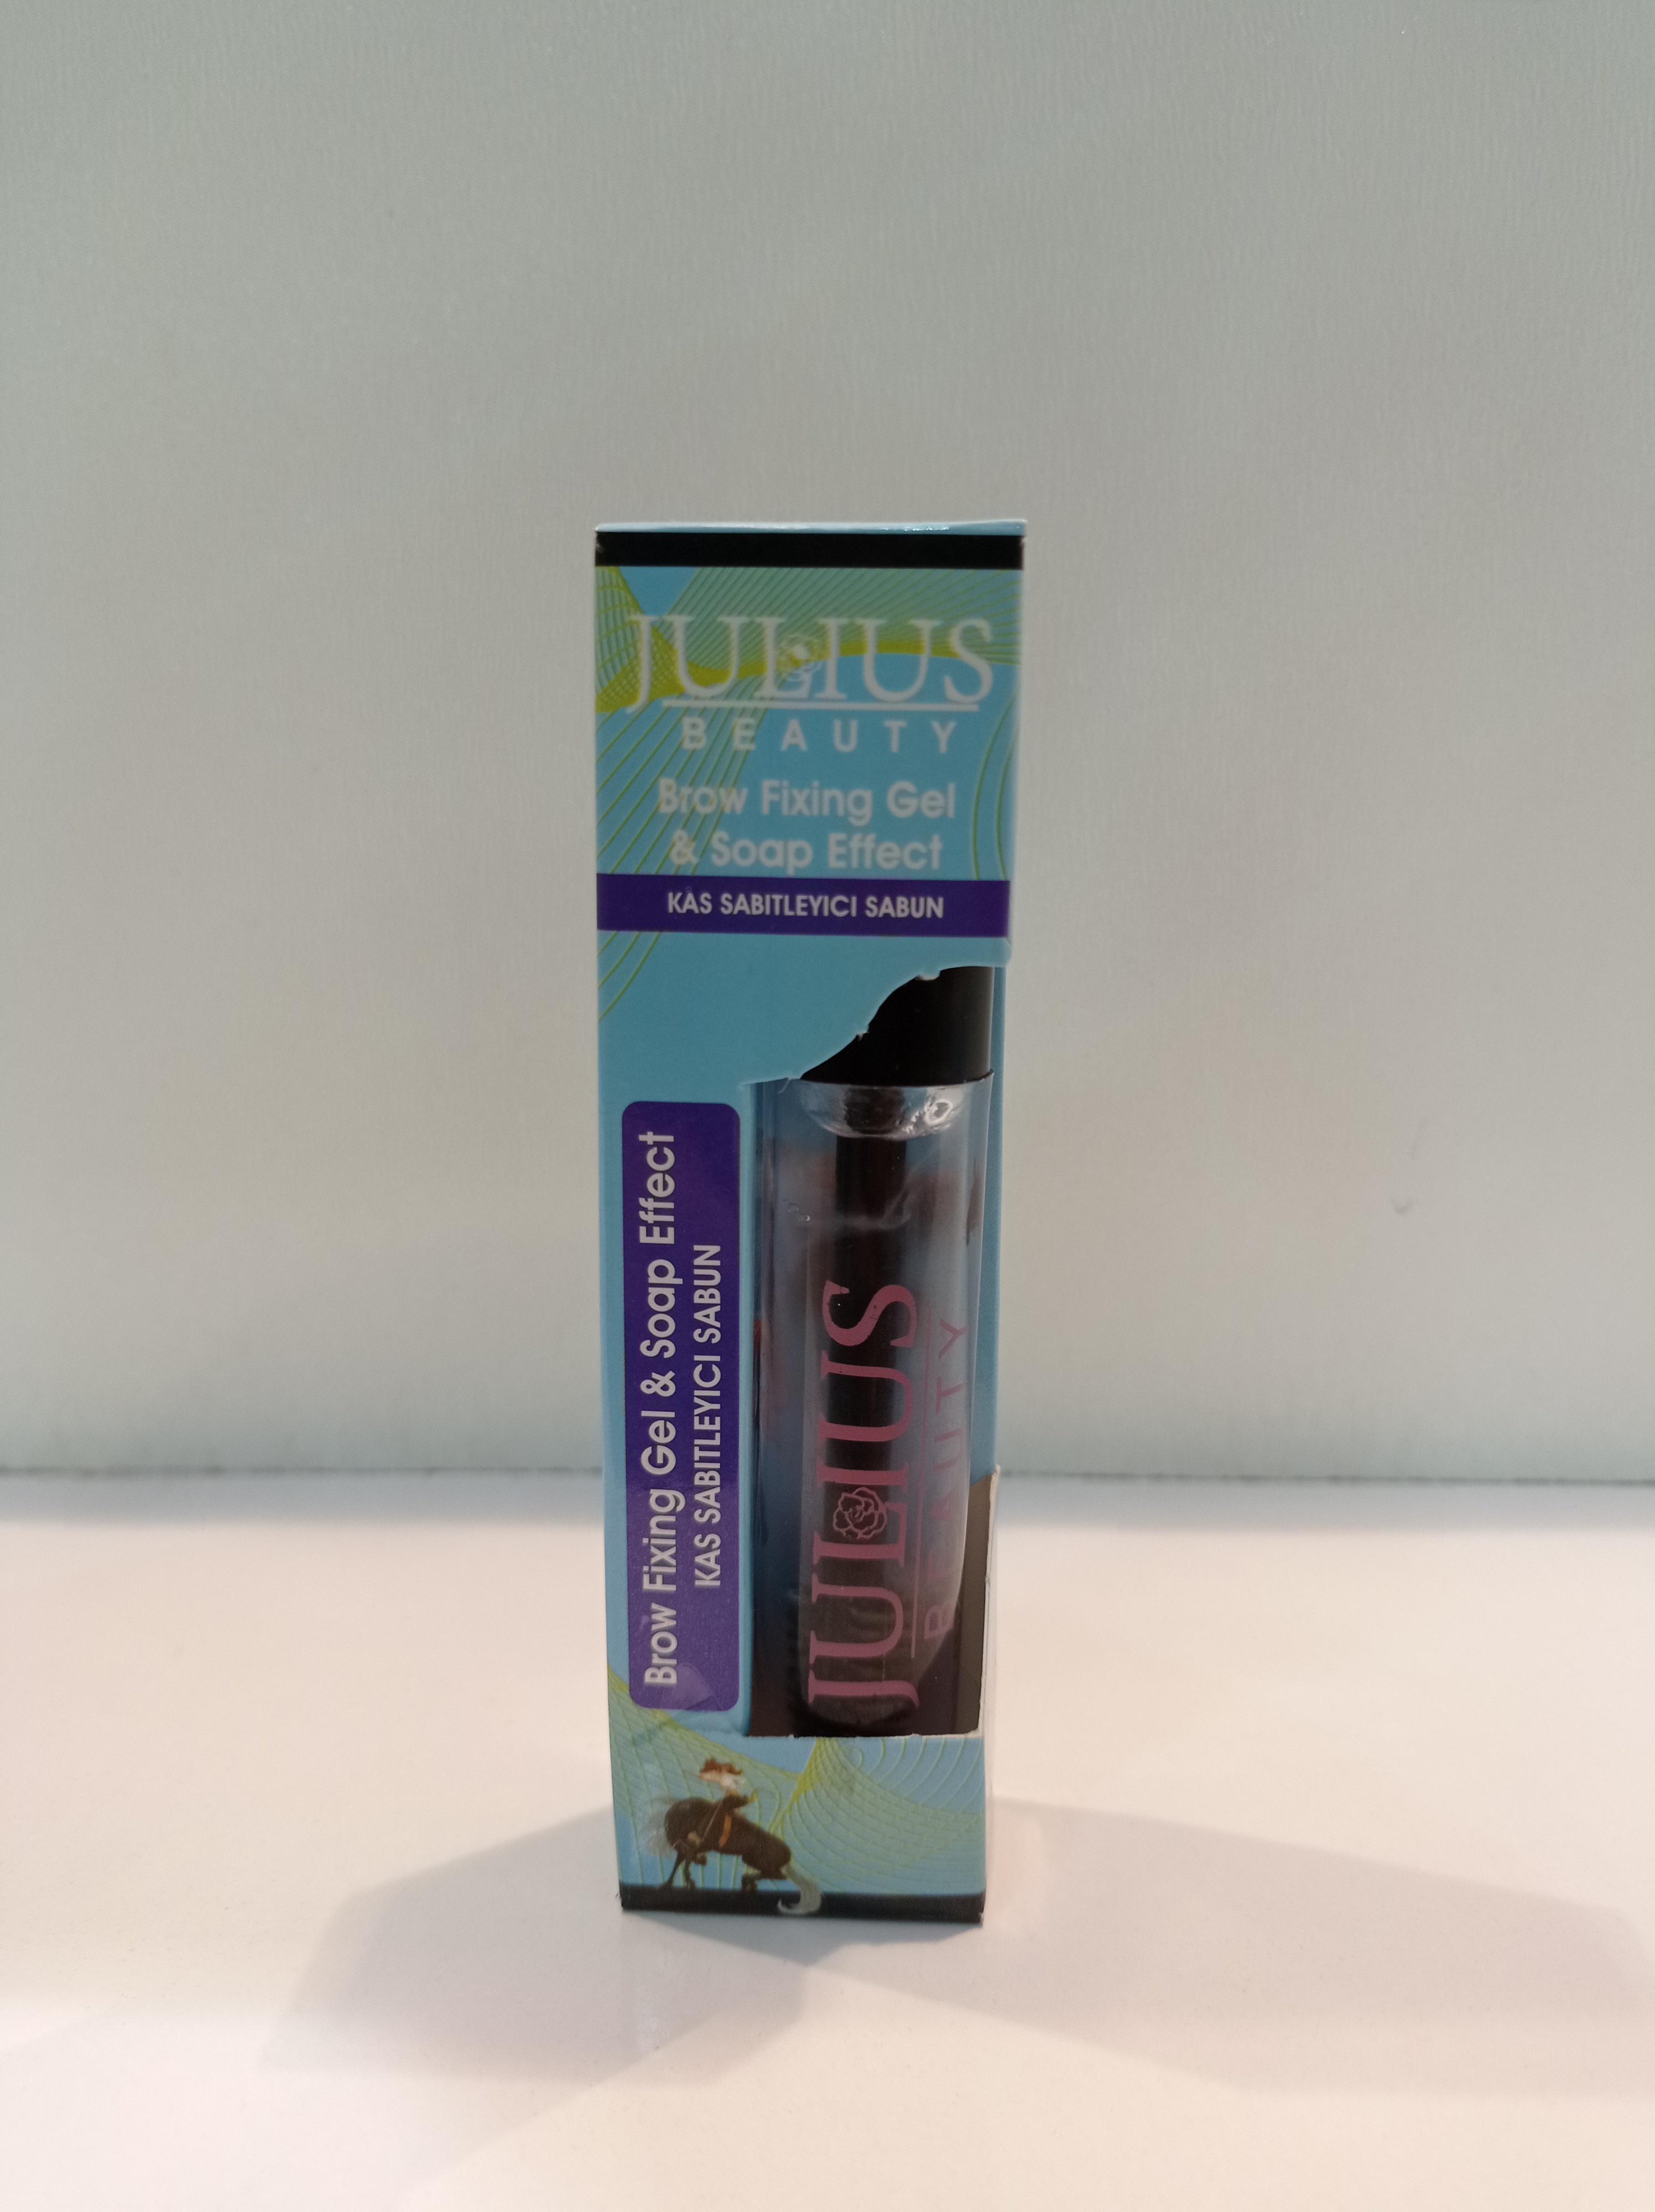 JULIUS
BEAUTY
Brow Fixing Gel
& Soap Effect
KAS SABITLEYICI SABUN
Brow Fixing Gel & Soap Effect
KAS SABITLEYICI SABUN
JULIUS
BEAUTY